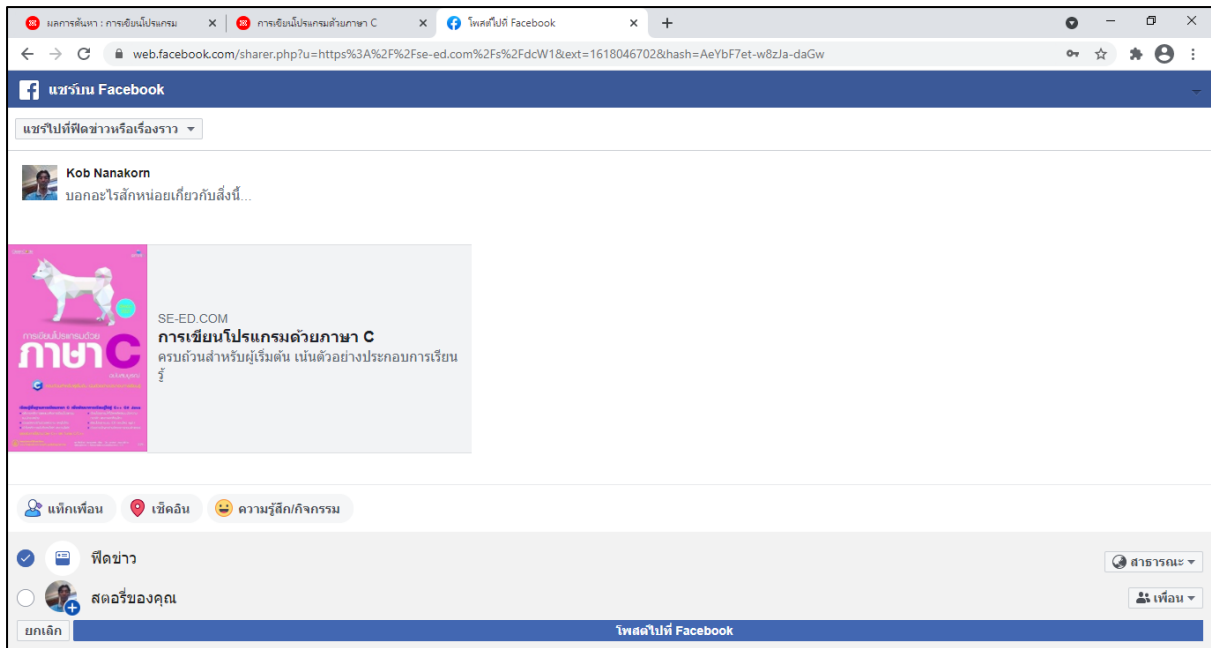 ผลการค้นหา : การเขียนโปรแกรม
การเขียนโปรแกรมด้วยภาษา C
โพสต์ไปที่ Facebook
web.facebook.com/sharer.php?u=https%3A%2F%2Fse-ed.com%2Fs%2FdcW1&ext=1618046702&hash=AeYbF7et-w8zJa-daGw
แชร์บน Facebook
แชร์ไปที่ฟีดข่าวหรือเรื่องราว
Kob Nanakorn
บอกอะไรสักหน่อยเกี่ยวกับสิ่งนี้...
การเขียนโปรแกรมด้วย
ภาษา C
SE-ED.COM
การเขียนโปรแกรมด้วยภาษา C
ครบถ้วนสำหรับผู้เริ่มต้น เน้นตัวอย่างประกอบการเรียน
รู้
แท็กเพื่อน
เช็คอิน
ความรู้สึก/กิจกรรม
ฟีดข่าว
สาธารณะ
สตอรี่ของคุณ
เพื่อน
ยกเลิก
โพสต์ไปที่ Facebook